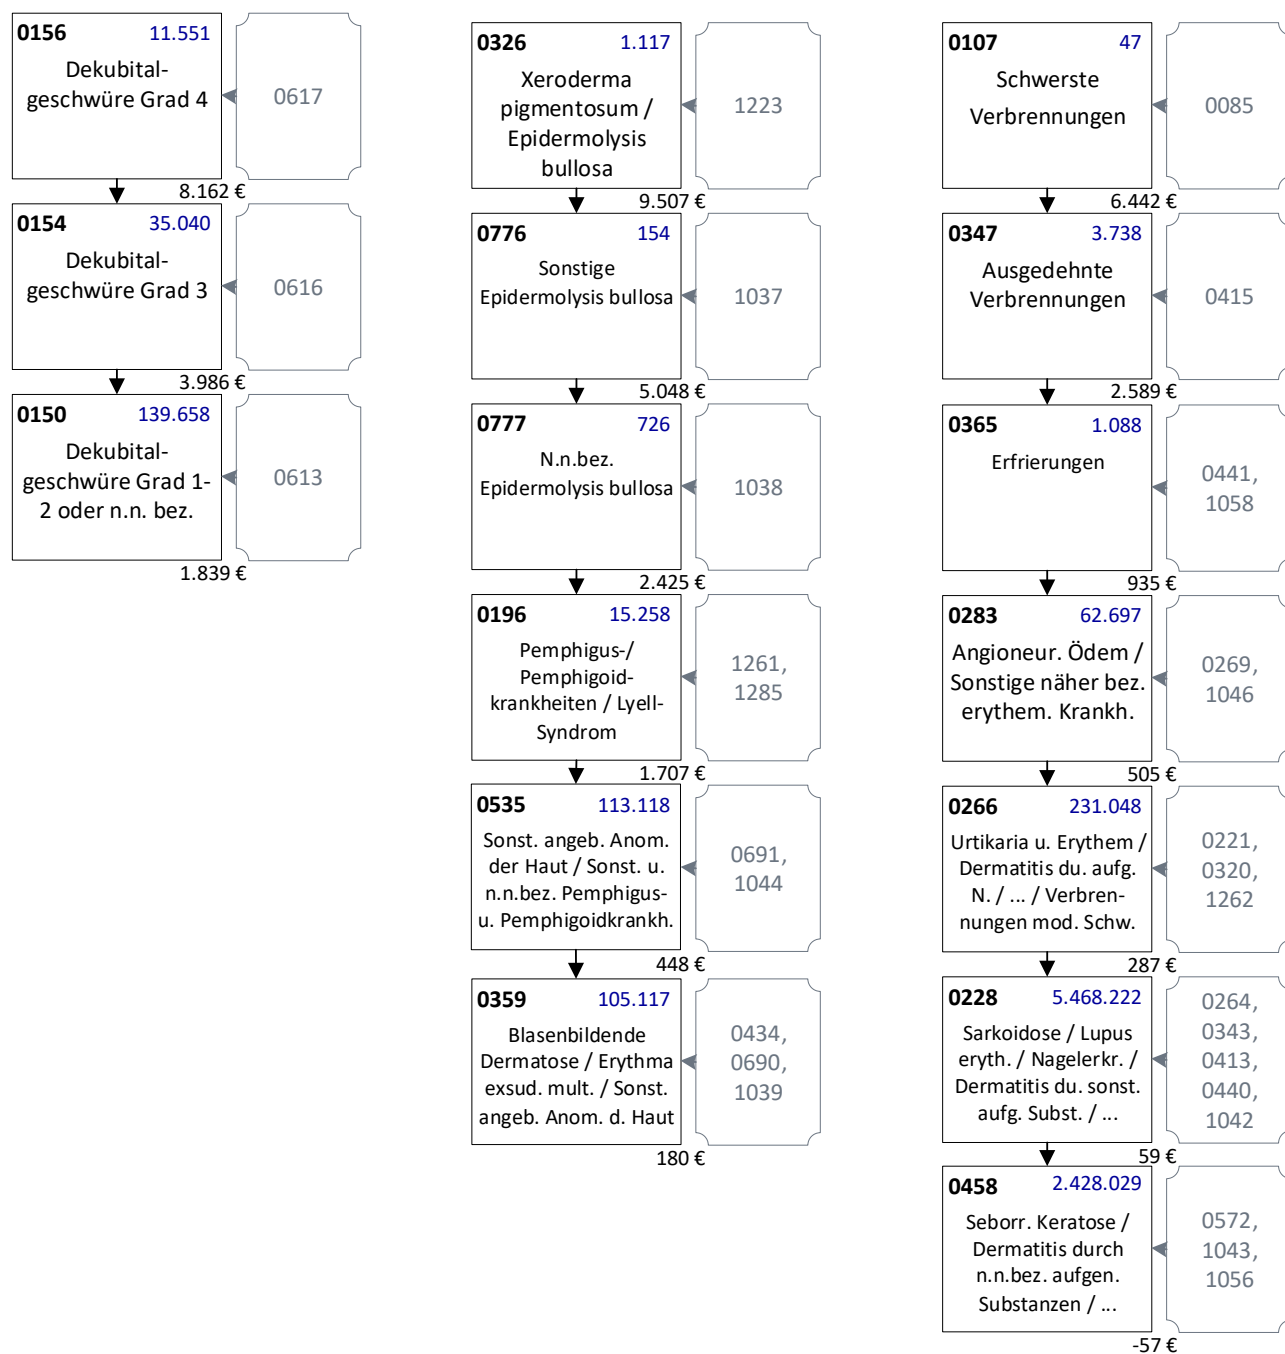 0156 11.551
Dekubital-
geschwüre Grad 4
0617
8.162 €
0154 35.040
Dekubital-
geschwüre Grad 3
0616
3.986 €
0150 139.658
Dekubital-
geschwüre Grad 1-
2 oder n.n. bez.
0613
1.839 €
0326 1.117
Xeroderma
pigmentosum /
Epidermolysis
bullosa
1223
9.507 €
0776 154
Sonstige
Epidermolysis bullosa
1037
5.048 €
0777 726
N.n.bez.
Epidermolysis bullosa
1038
2.425 €
0196 15.258
Pemphigus-/
Pemphigoid-
krankheiten / Lyell-
Syndrom
1261,
1285
1.707 €
0535 113.118
Sonst. angeb. Anom.
der Haut / Sonst. u.
n.n.bez. Pemphigus-
u. Pemphigoidkrankh.
0691,
1044
448 €
0359 105.117
Blasenbildende
Dermatose / Erythma
exsud. mult. / Sonst.
angeb. Anom. d. Haut
0434,
0690,
1039
180 €
0107 47
Schwerste
Verbrennungen
0085
6.442 €
0347 3.738
Ausgedehnte
Verbrennungen
0415
2.589 €
0365 1.088
Erfrierungen
0441,
1058
935 €
0283 62.697
Angioneur. Ödem /
Sonstige näher bez.
erythem. Krankh.
0269,
1046
505 €
0266 231.048
Urtikaria u. Erythem /
Dermatitis du. aufg.
N. / ... / Verbren-
nungen mod. Schw.
0221,
0320,
1262
287 €
0228 5.468.222
Sarkoidose / Lupus
eryth. / Nagelerkr. /
Dermatitis du. sonst.
aufg. Subst. / ...
0264,
0343,
0413,
0440,
1042
59 €
0458 2.428.029
Seborr. Keratose /
Dermatitis durch
n.n.bez. aufgen.
Substanzen / ...
0572,
1043,
1056
-57 €